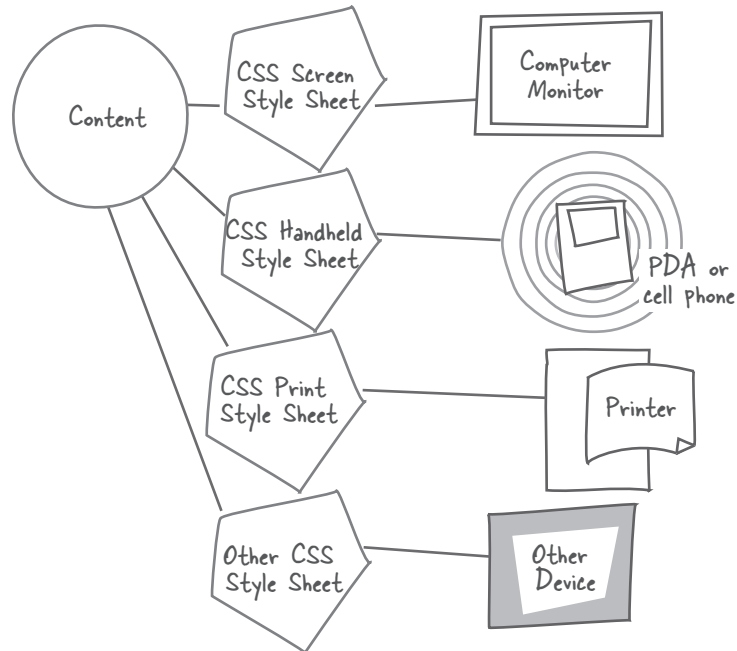 Content
CSS Screen
Style Sheet
Computer
Monitor
CSS Handheld
Style Sheet
PDA or
cell phone
CSS Print
Style Sheet
Printer
Other CSS
Style Sheet
Other
Device